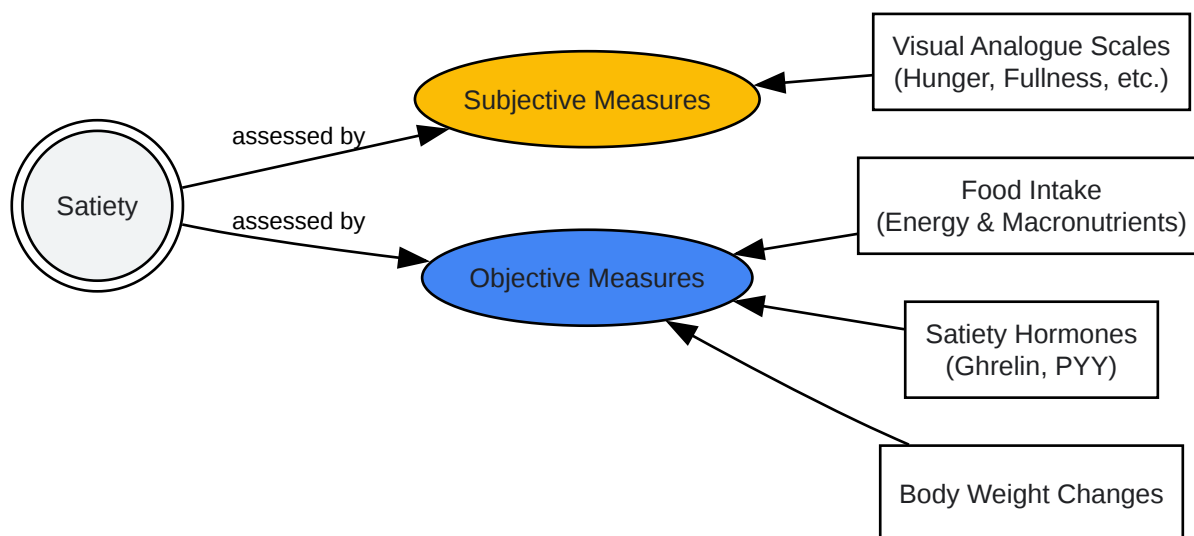 Satiety
assessed by
assessed by
Subjective Measures
Objective Measures
Visual Analogue Scales
(Hunger, Fullness, etc.)
Food Intake
(Energy & Macronutrients)
Satiety Hormones
(Ghrelin, PYY)
Body Weight Changes